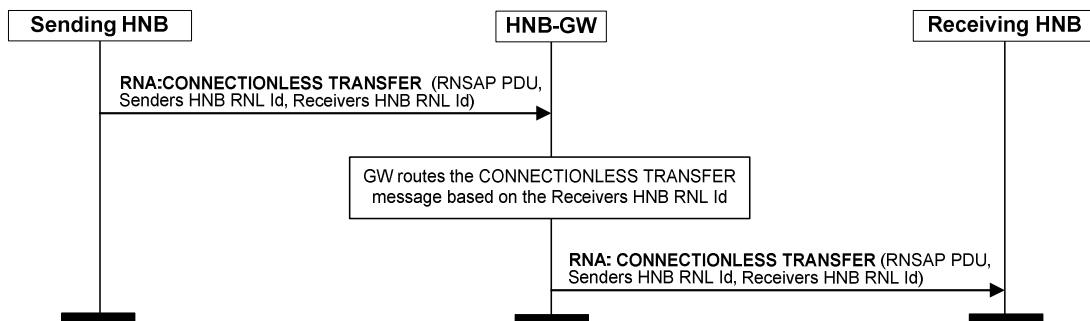 Sending HNB
HNB-GW
Receiving HNB
RNA:CONNECTIONLESS TRANSFER (RNSAP PDU,
Senders HNB RNL Id, Receivers HNB RNL Id)
GW routes the CONNECTIONLESS TRANSFER
message based on the Receivers HNB RNL Id
RNA: CONNECTIONLESS TRANSFER (RNSAP PDU,
Senders HNB RNL Id, Receivers HNB RNL Id)